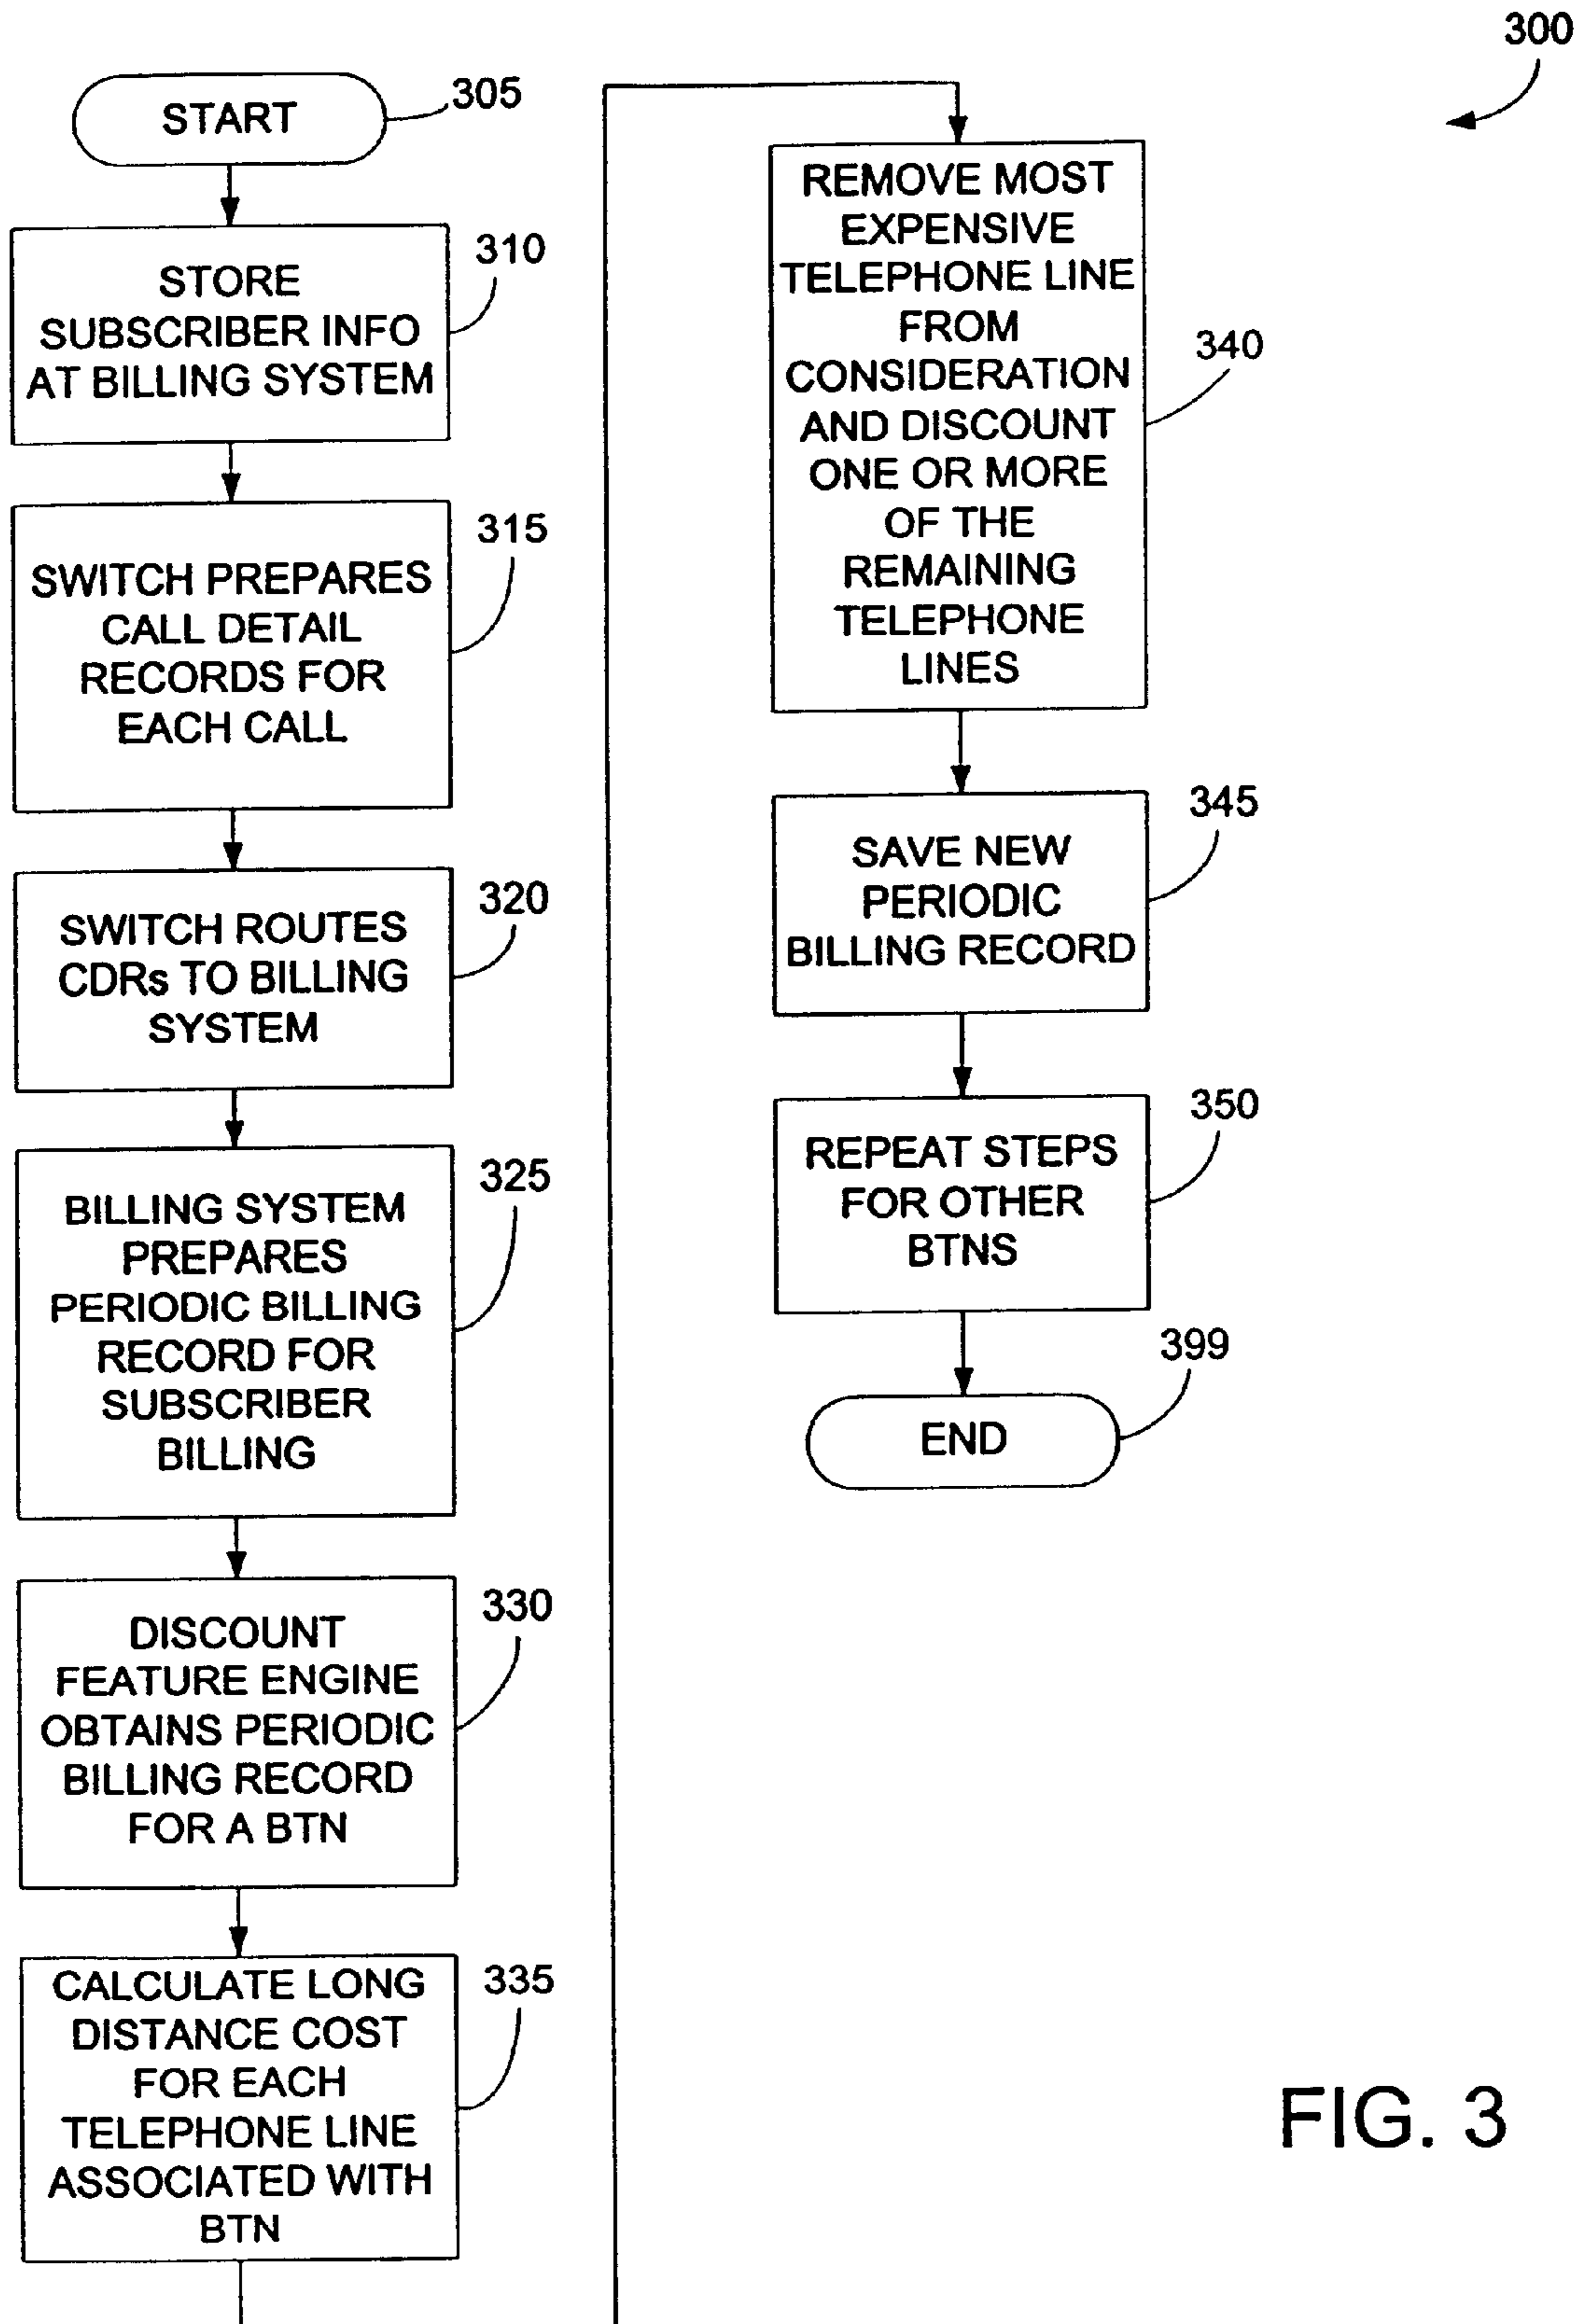 300
START
305
STORE
SUBSCRIBER INFO
AT BILLING SYSTEM
310
SWITCH PREPARES
CALL DETAIL
RECORDS FOR
EACH CALL
315
SWITCH ROUTES
CDRs TO BILLING
SYSTEM
320
BILLING SYSTEM
PREPARES
PERIODIC BILLING
RECORD FOR
SUBSCRIBER
BILLING
325
DISCOUNT
FEATURE ENGINE
OBTAINS PERIODIC
BILLING RECORD
FOR A BTN
330
CALCULATE LONG
DISTANCE COST
FOR EACH
TELEPHONE LINE
ASSOCIATED WITH
BTN
335
REMOVE MOST
EXPENSIVE
TELEPHONE LINE
FROM
CONSIDERATION
AND DISCOUNT
ONE OR MORE
OF THE
REMAINING
TELEPHONE
LINES
340
SAVE NEW
PERIODIC
BILLING RECORD
345
REPEAT STEPS
FOR OTHER
BTNS
350
END
399
FIG. 3